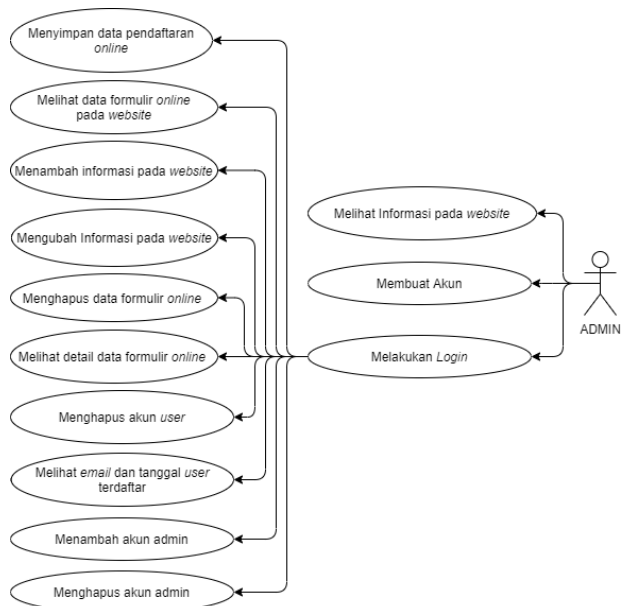 Menyimpan data pendaftaran
online
Melihat data formulir online
pada website
Menambah informasi pada website
Mengubah Informasi pada website
Menghapus data formulir online
Melihat detail data formulir online
Menghapus akun user
Melihat email dan tanggal user
terdaftar
Menambah akun admin
Menghapus akun admin
Melihat Informasi pada website
Membuat Akun
Melakukan Login
ADMIN